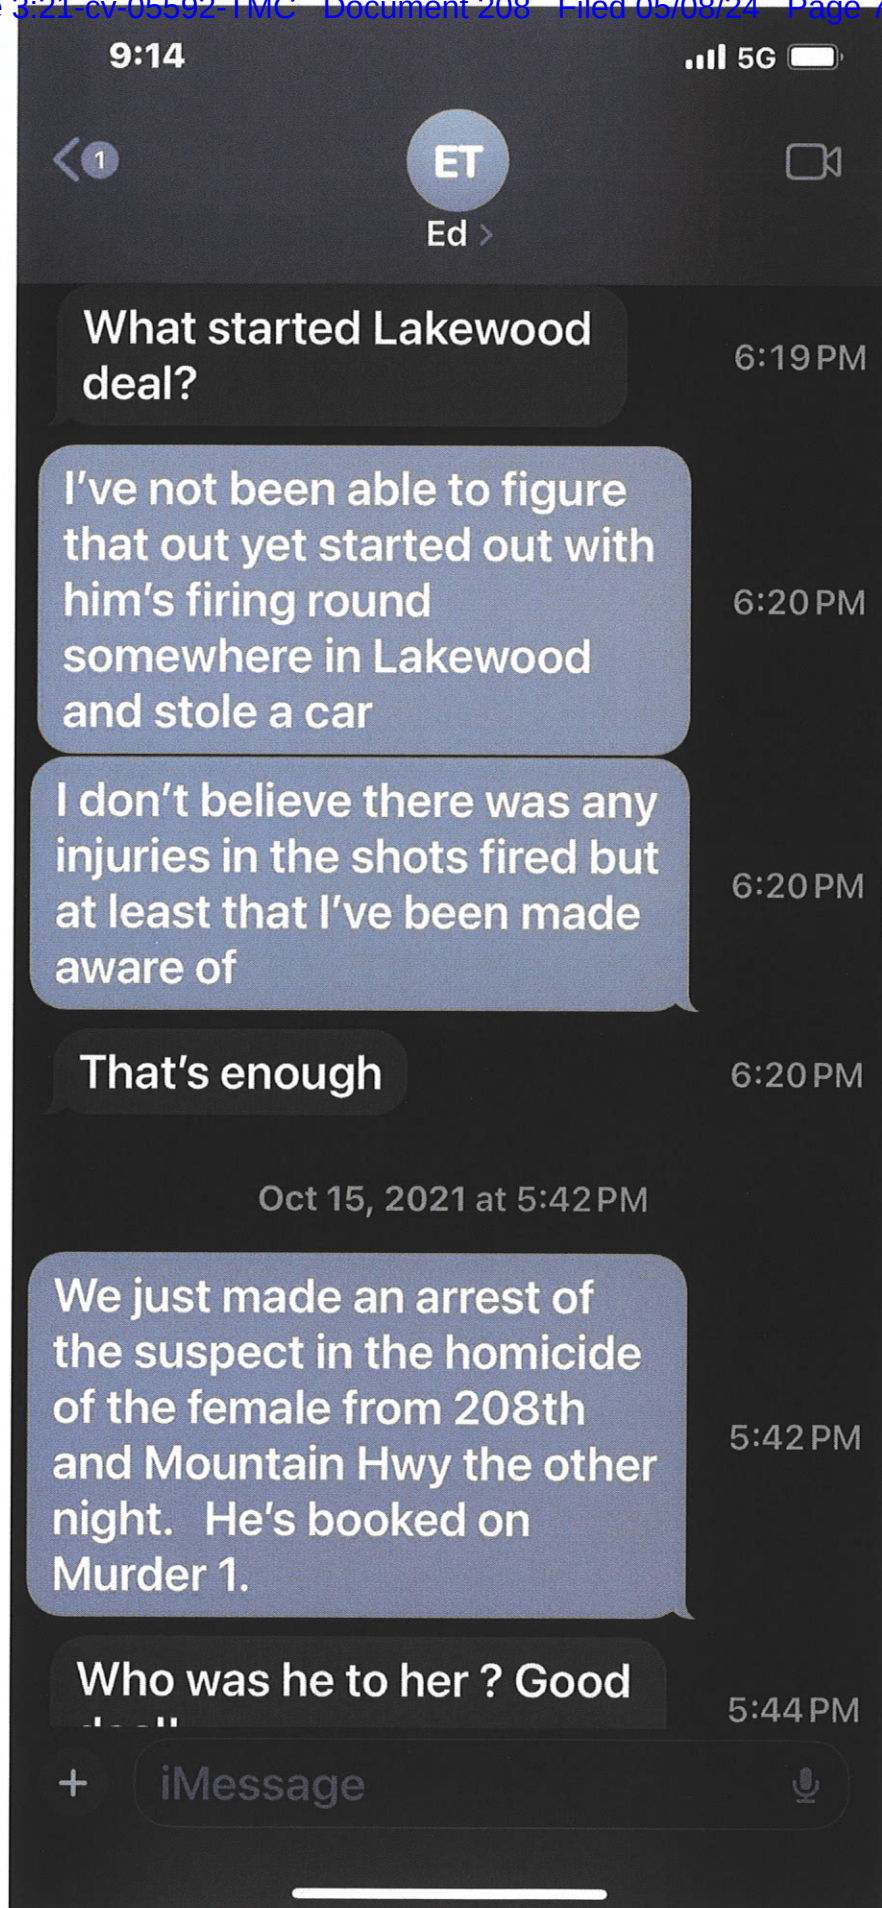 3:21-cv-05592-TMC Document 208 Filed 05/08/24 Page
9:14 5G
1
ET
Ed
What started Lakewood
deal?
6:19 PM
I've not been able to figure
that out yet started out with
him's firing round
somewhere in Lakewood
and stole a car
6:20 PM
I don't believe there was any
injuries in the shots fired but
at least that I've been made
aware of
6:20 PM
That's enough
6:20 PM
Oct 15, 2021 at 5:42 PM
We just made an arrest of
the suspect in the homicide
of the female from 208th
and Mountain Hwy the other
night. He's booked on
Murder 1.
5:42 PM
Who was he to her ? Good
5:44 PM
iMessage